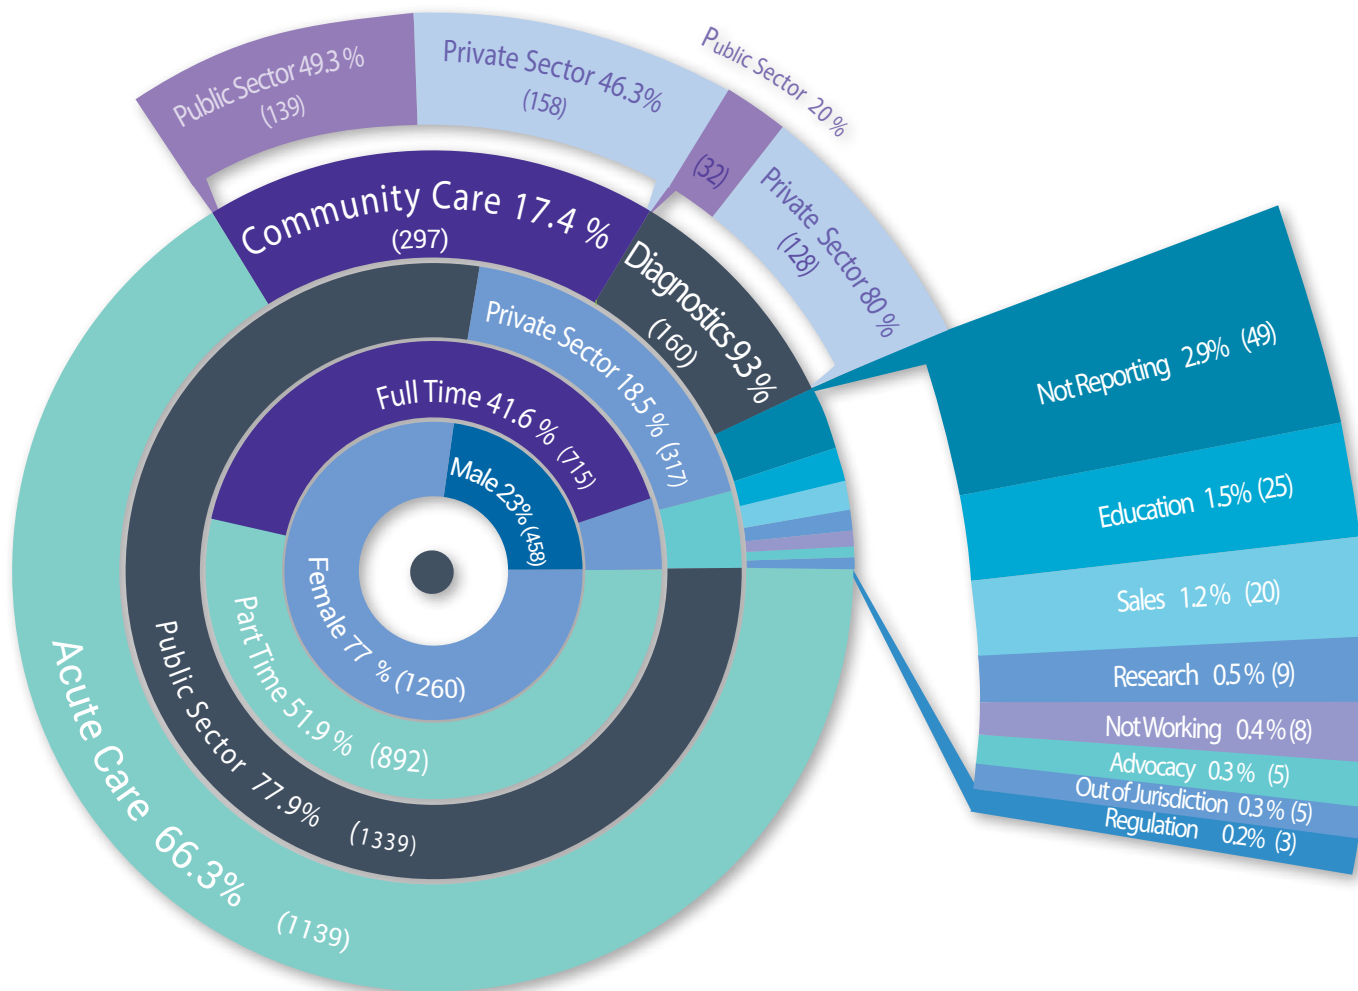 Public Sector 49.3 %
(139)
Private Sector 46.3%
(158)
Public Sector 20 %
(32)
Private Sector 80 %
(128)
Community Care 17.4 %
(297)
Diagnostics 9.3 %
(160)
Private Sector 18.5 % (317)
Full Time 41.6 % (715)
Male 23% (458)
Female 77 % (1260)
Part Time 51.9 % (892)
Public Sector 77.9% (1339)
Acute Care 66.3% (1139)
Not Reporting 2.9% (49)
Education 1.5% (25)
Sales 1.2 % (20)
Research 0.5 % (9)
Not Working 0.4 % (8)
Advocacy 0.3 % (5)
Out of Jurisdiction 0.3 % (5)
Regulation 0.2% (3)